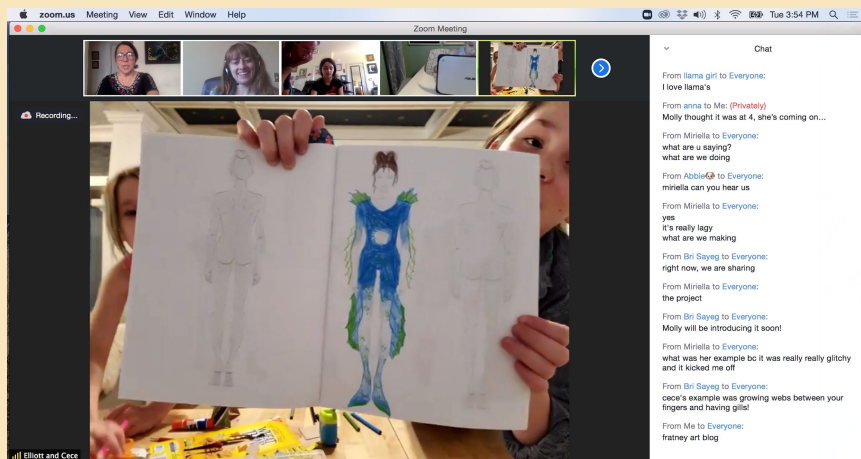 zoom.us Meeting View Edit Window Help
Tue 3:54 PM
Zoom Meeting
Chat
Recording...
From llama girl to Everyone:
I love llama's
From anna to Me: (Privately)
Molly thought it was at 4, she's coming on...
From Miriella to Everyone:
what are u saying?
what are we doing
From Abbie🐶 to Everyone:
miriella can you hear us
From Miriella to Everyone:
yes
it's really lagy
what are we making
From Bri Sayeg to Everyone:
right now, we are sharing
From Miriella to Everyone:
the project
From Bri Sayeg to Everyone:
Molly will be introducing it soon!
From Miriella to Everyone:
what was her example bc it was really really glitchy
and it kicked me off
From Bri Sayeg to Everyone:
cece's example was growing webs between your
fingers and having gills!
From Me to Everyone:
fratney art blog
Elliott and Cece